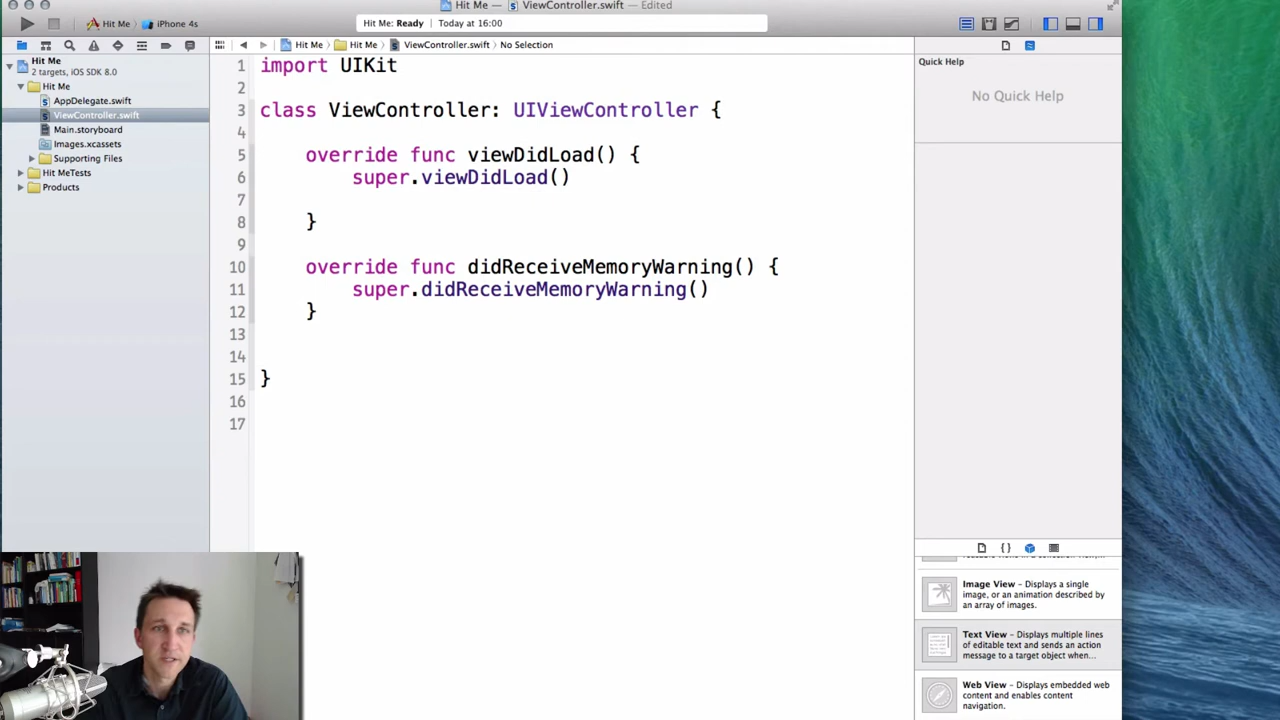 Hit Me — ViewController.swift — Edited
Hit Me › iPhone 4s
Hit Me: Ready | Today at 16:00
Hit Me › Hit Me › ViewController.swift › No Selection
Hit Me
2 targets, iOS SDK 8.0
Hit Me
AppDelegate.swift
ViewController.swift
Main.storyboard
Images.xcassets
Supporting Files
Hit MeTests
Products
1 import UIKit
2
3 class ViewController: UIViewController {
4
5 override func viewDidLoad() {
6 super.viewDidLoad()
7
8 }
9
10 override func didReceiveMemoryWarning() {
11 super.didReceiveMemoryWarning()
12 }
13
14
15 }
16
17
Quick Help
No Quick Help
{ }
Image View – Displays a single
image, or an animation described by
an array of images.
Text View – Displays multiple lines
of editable text and sends an action
message to a target object when...
Web View – Displays embedded web
content and enables content
navigation.